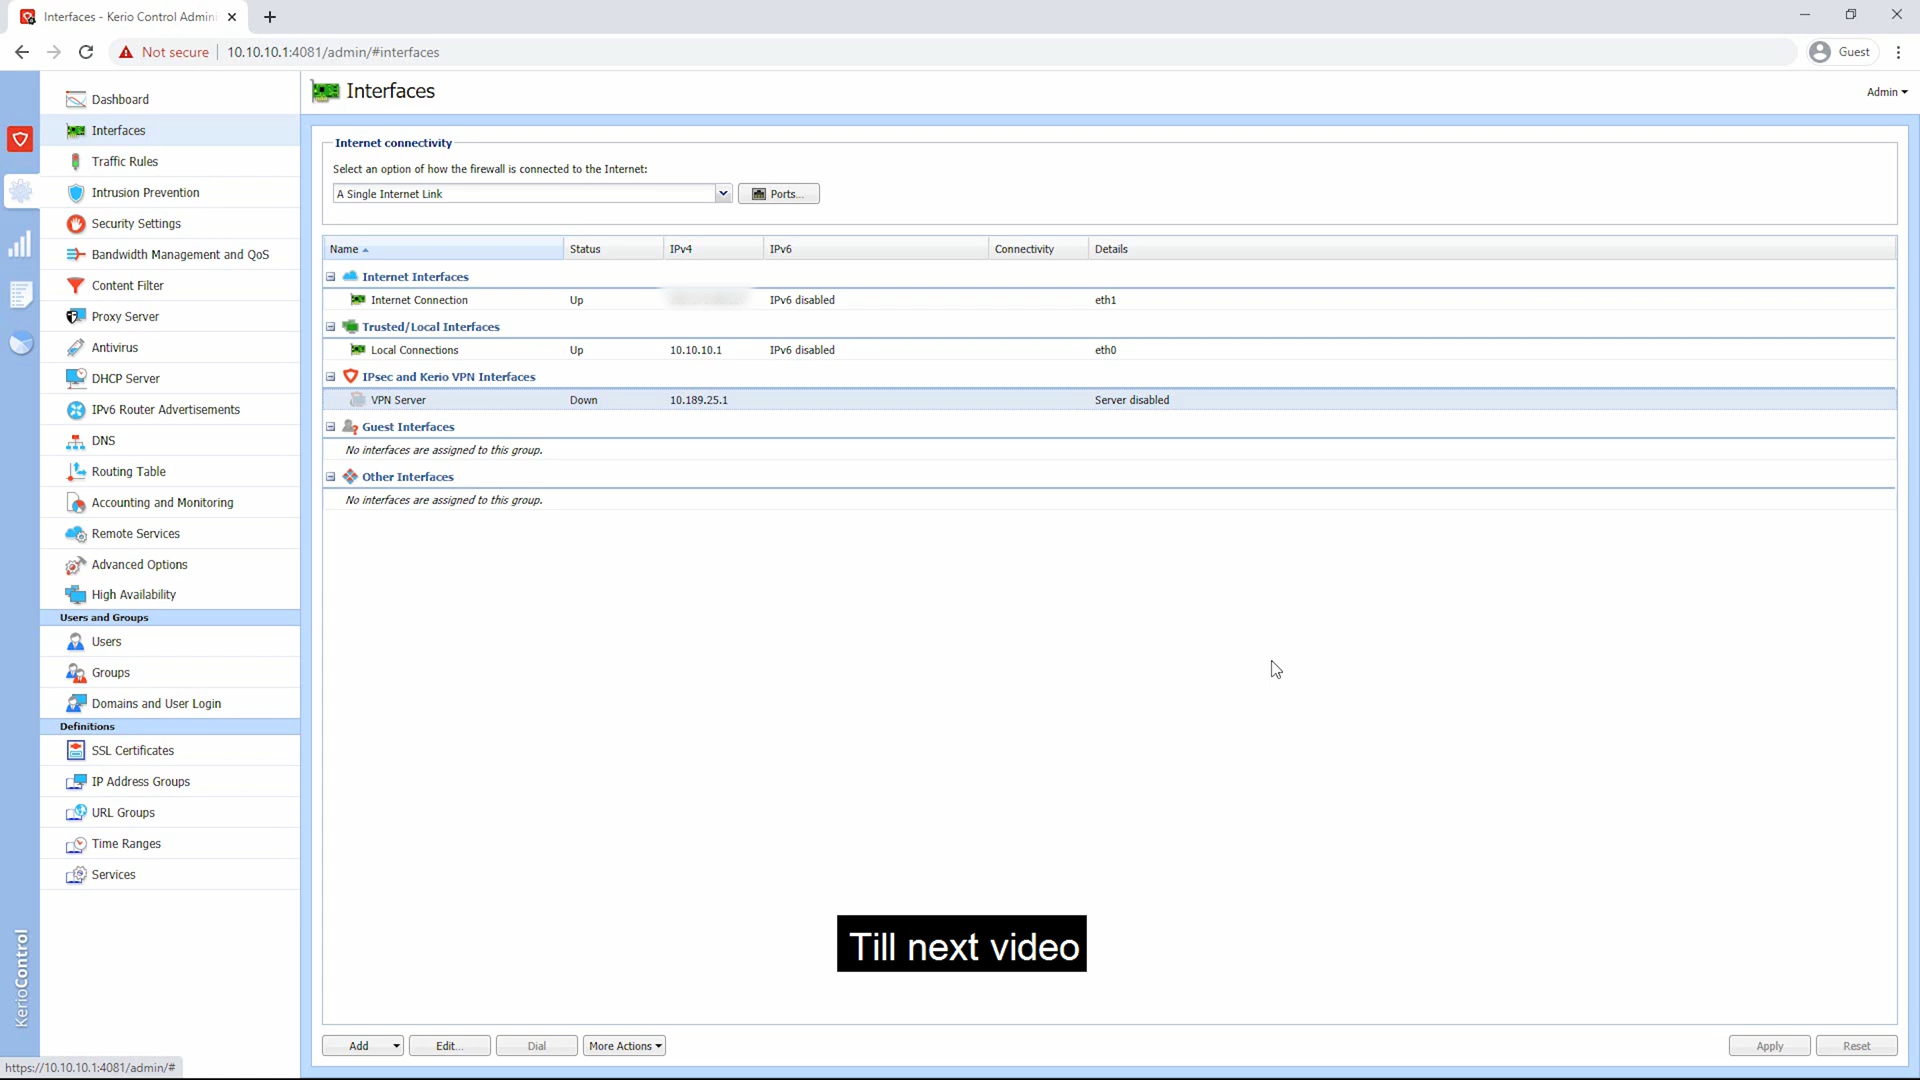 Interfaces - Kerio Control Admini
Not secure
10.10.10.1:4081/admin/#interfaces
Guest
Dashboard
Interfaces
Traffic Rules
Intrusion Prevention
Security Settings
Bandwidth Management and QoS
Content Filter
Proxy Server
Antivirus
DHCP Server
IPv6 Router Advertisements
DNS
Routing Table
Accounting and Monitoring
Remote Services
Advanced Options
High Availability
Users and Groups
Users
Groups
Domains and User Login
Definitions
SSL Certificates
IP Address Groups
URL Groups
Time Ranges
Services
KerioControl
https://10.10.10.1:4081/admin/#
Interfaces
Admin
Internet connectivity
Select an option of how the firewall is connected to the Internet:
A Single Internet Link Ports...
Name Status IPv4 IPv6 Connectivity Details
Internet Interfaces
Internet Connection Up IPv6 disabled eth1
Trusted/Local Interfaces
Local Connections Up 10.10.10.1 IPv6 disabled eth0
IPsec and Kerio VPN Interfaces
VPN Server Down 10.189.25.1 Server disabled
Guest Interfaces
No interfaces are assigned to this group.
Other Interfaces
No interfaces are assigned to this group.
Till next video
Add Edit... Dial More Actions Apply Reset